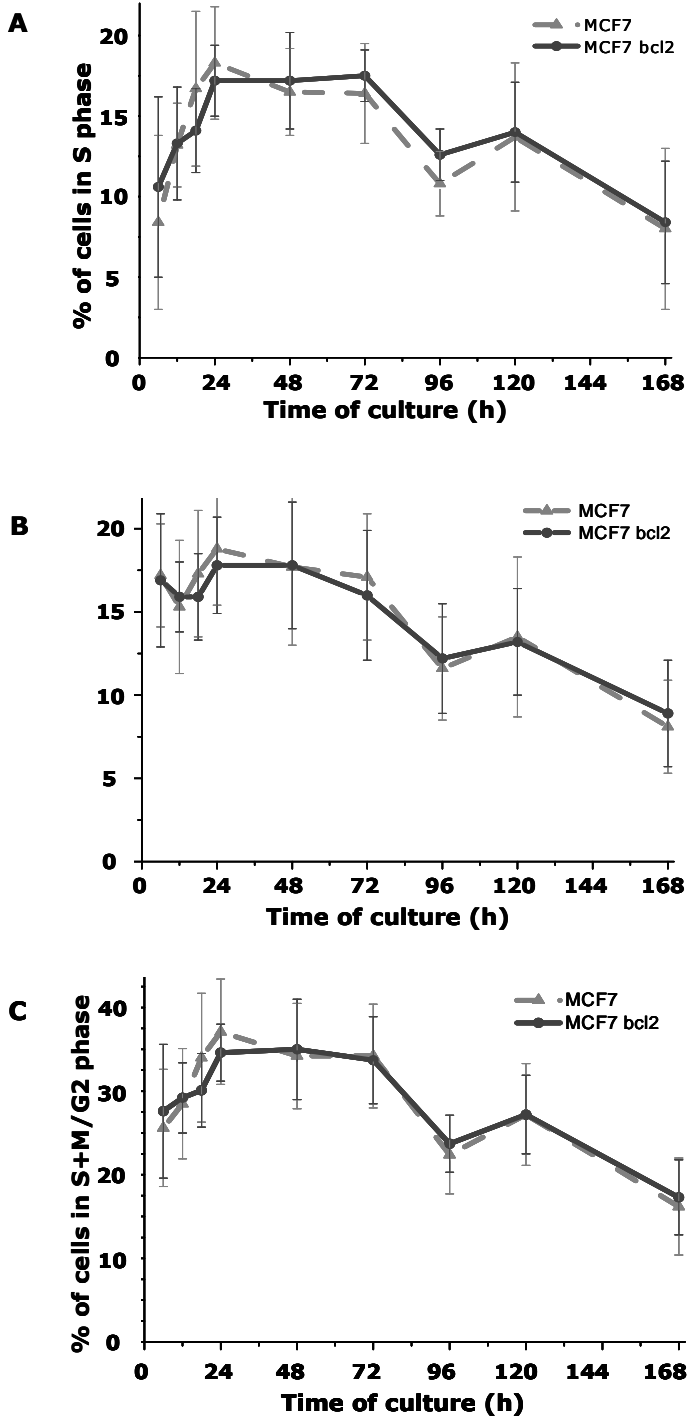 A
% of cells in S phase
20
15
10
5
0
MCF7
MCF7 bcl2
0 24 48 72 96 120 144 168
Time of culture (h)
B
20
15
10
5
0
MCF7
MCF7 bcl2
0 24 48 72 96 120 144 168
Time of culture (h)
C
% of cells in S+M/G2 phase
40
30
20
10
0
MCF7
MCF7 bcl2
0 24 48 72 96 120 144 168
Time of culture (h)